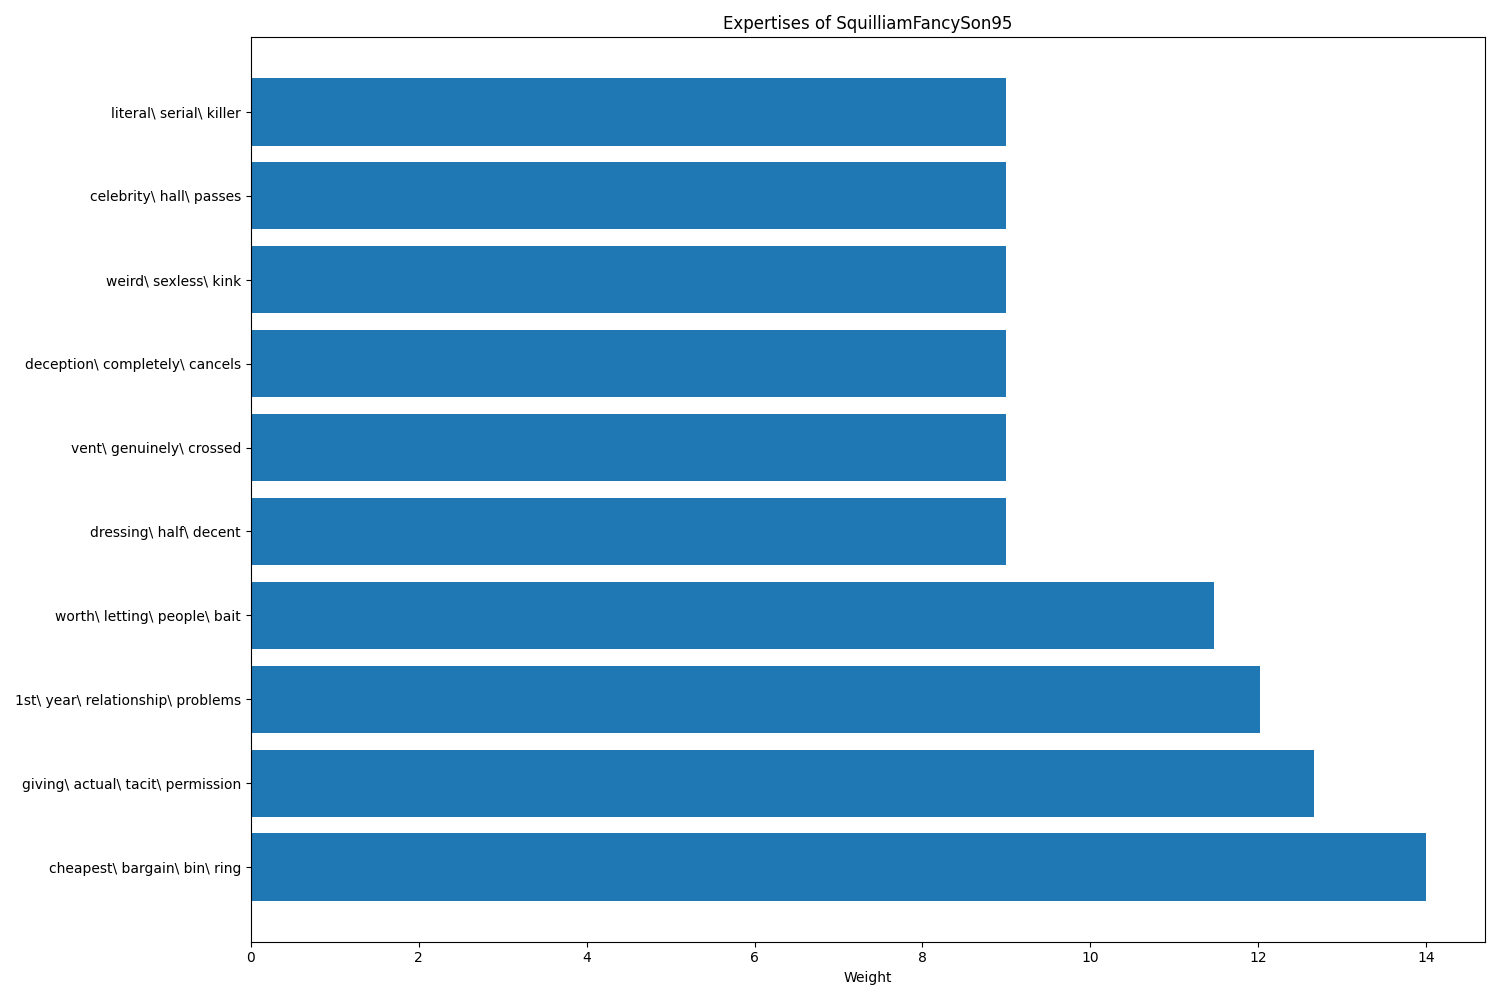 Expertises of SquilliamFancySon95
literal\ serial\ killer
celebrity\ hall\ passes
weird\ sexless\ kink
deception\ completely\ cancels
vent\ genuinely\ crossed
dressing\ half\ decent
worth\ letting\ people\ bait
1st\ year\ relationship\ problems
giving\ actual\ tacit\ permission
cheapest\ bargain\ bin\ ring
0 2 4 6 8 10 12 14
Weight